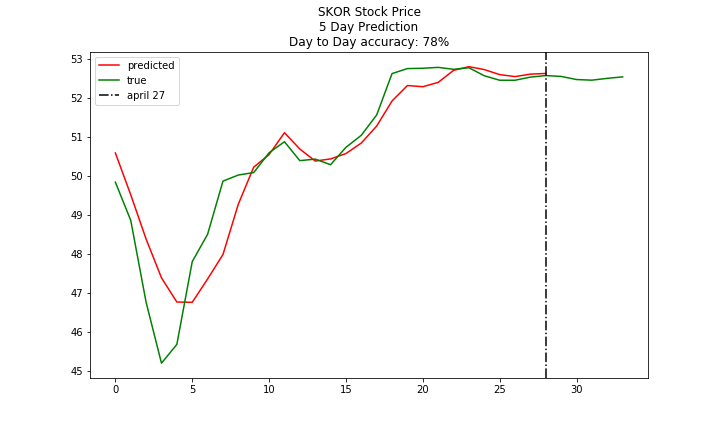 SKOR Stock Price
5 Day Prediction
Day to Day accuracy: 78%
predicted
true
april 27
53
52
51
50
49
48
47
46
45
0 5 10 15 20 25 30